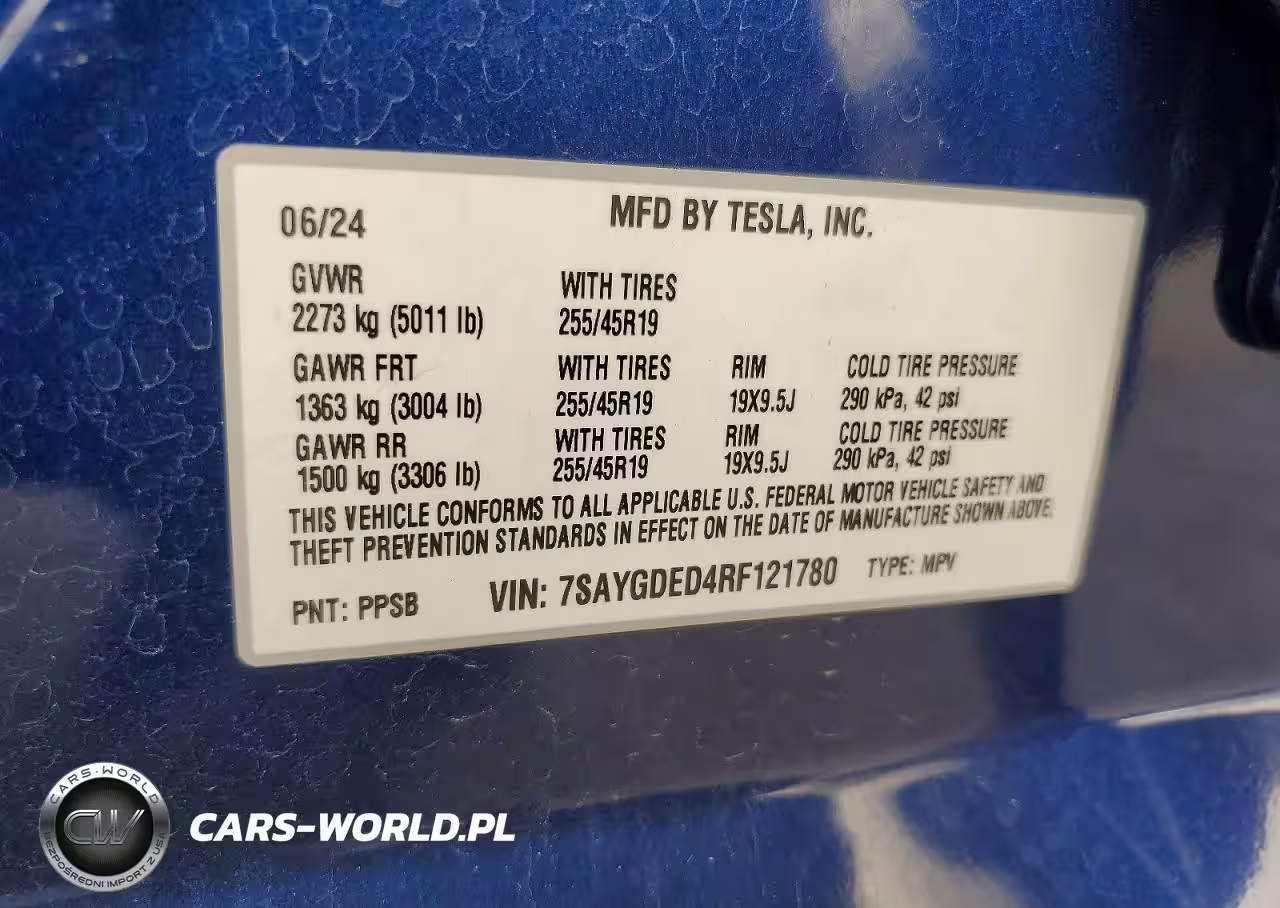 06/24 MFD BY TESLA, INC.
GVWR WITH TIRES
2273 kg (5011 lb) 255/45R19
GAWR FRT WITH TIRES RIM COLD TIRE PRESSURE
1363 kg (3004 lb) 255/45R19 19X9.5J 290 kPa, 42 psi
GAWR RR WITH TIRES RIM COLD TIRE PRESSURE
1500 kg (3306 lb) 255/45R19 19X9.5J 290 kPa, 42 psi
THIS VEHICLE CONFORMS TO ALL APPLICABLE U.S. FEDERAL MOTOR VEHICLE SAFETY AND
THEFT PREVENTION STANDARDS IN EFFECT ON THE DATE OF MANUFACTURE SHOWN ABOVE.
PNT: PPSB VIN: 7SAYGDED4RF121780 TYPE: MPV
CARS-WORLD
CW
BEZPOŚREDNI IMPORT Z USA
CARS-WORLD.PL